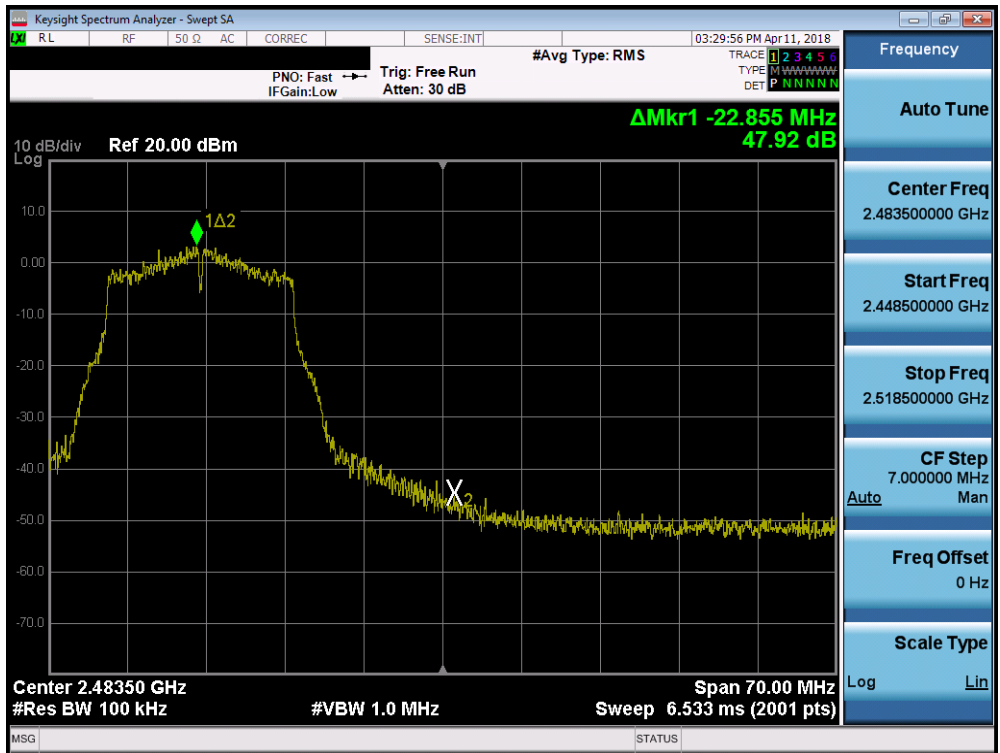 Keysight Spectrum Analyzer - Swept SA
LXI RL RF 50 Ω AC CORREC SENSE:INT 03:29:56 PM Apr 11, 2018
#Avg Type: RMS
TRACE 1 2 3 4 5 6
PNO: Fast
Trig: Free Run
TYPE M WWWWW
IFGain:Low
Atten: 30 dB
DET P N N N N N
ΔMkr1 -22.855 MHz
47.92 dB
10 dB/div Ref 20.00 dBm
Log
10.0
0.00
-10.0
-20.0
-30.0
-40.0
-50.0
-60.0
-70.0
1Δ2
2
Center 2.48350 GHz
Span 70.00 MHz
#Res BW 100 kHz
#VBW 1.0 MHz
Sweep 6.533 ms (2001 pts)
MSG
STATUS
Frequency
Auto Tune
Center Freq
2.483500000 GHz
Start Freq
2.448500000 GHz
Stop Freq
2.518500000 GHz
CF Step
7.000000 MHz
Auto Man
Freq Offset
0 Hz
Scale Type
Log Lin